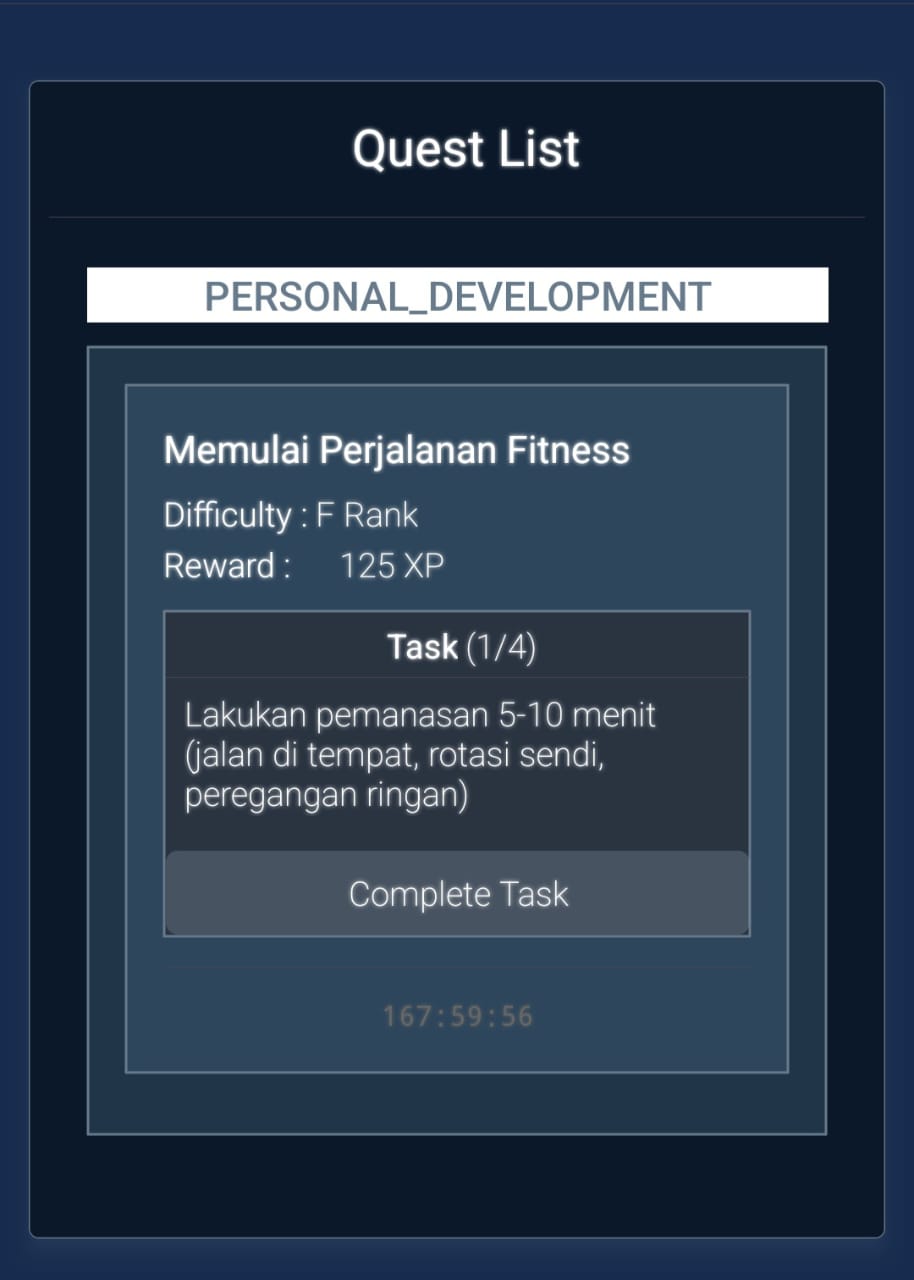 Quest List
PERSONAL_DEVELOPMENT
Memulai Perjalanan Fitness
Difficulty : F Rank
Reward : 125 XP
Task (1/4)
Lakukan pemanasan 5-10 menit
(jalan di tempat, rotasi sendi,
peregangan ringan)
Complete Task
167:59:56